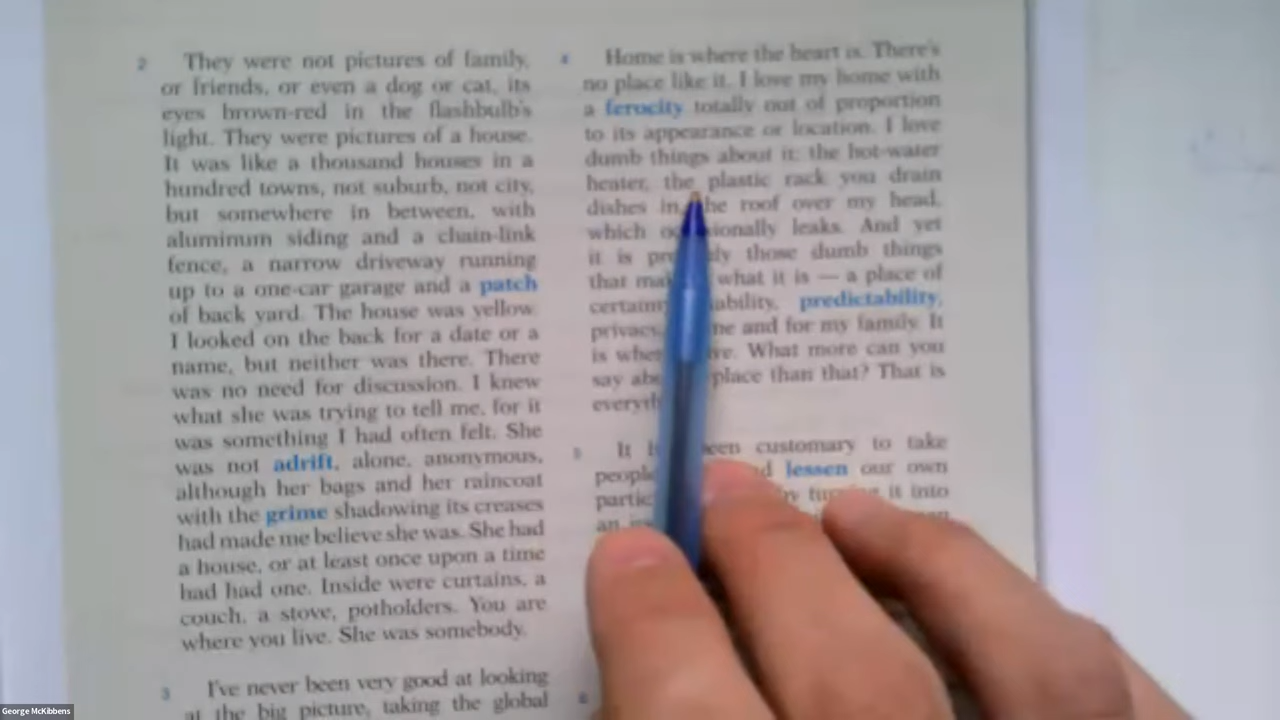 2 They were not pictures of family,
or friends, or even a dog or cat, its
eyes brown-red in the flashbulb's
light. They were pictures of a house.
It was like a thousand houses in a
hundred towns, not suburb, not city,
but somewhere in between, with
aluminum siding and a chain-link
fence, a narrow driveway running
up to a one-car garage and a patch
of back yard. The house was yellow.
I looked on the back for a date or a
name, but neither was there. There
was no need for discussion. I knew
what she was trying to tell me, for it
was something I had often felt. She
was not adrift, alone, anonymous,
although her bags and her raincoat
with the grime shadowing its creases
had made me believe she was. She had
a house, or at least once upon a time
had had one. Inside were curtains, a
couch, a stove, potholders. You are
where you live. She was somebody.
3 I've never been very good at looking
at the big picture, taking the global
4 Home is where the heart is. There's
no place like it. I love my home with
a ferocity totally out of proportion
to its appearance or location. I love
dumb things about it: the hot-water
heater, the plastic rack you drain
dishes in, the roof over my head,
which leaks. And yet
it is those dumb things
that what it is — a place of
predictability,
privacy and for my family. It
is What more can you
say place than that? That is
5 It been customary to take
people lessen our own
it into
an
6
George McKibbens